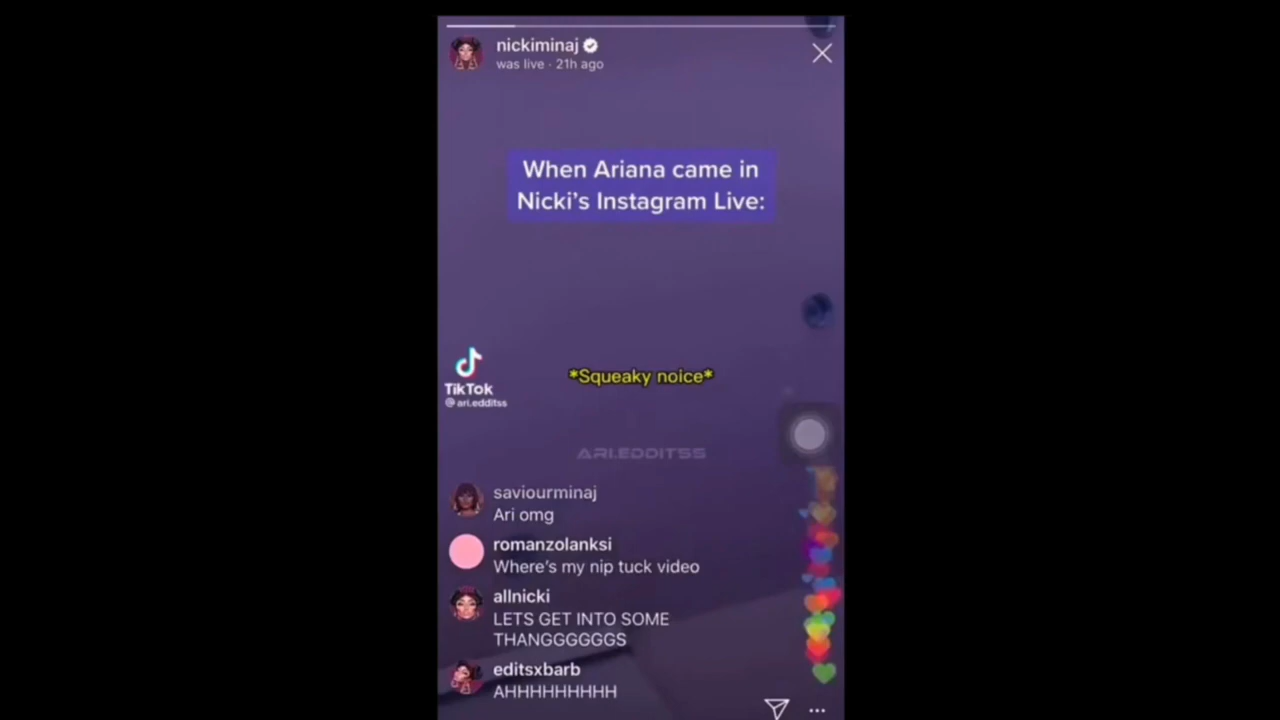 nickiminaj
was live · 21h ago
When Ariana came in
Nicki's Instagram Live:
*Squeaky noice*
TikTok
@ari.edditss
ARI.EDDITSS
saviourminaj
Ari omg
romanzolanksi
Where's my nip tuck video
allnicki
LETS GET INTO SOME
THANGGGGGGS
editsxbarb
AHHHHHHHHH